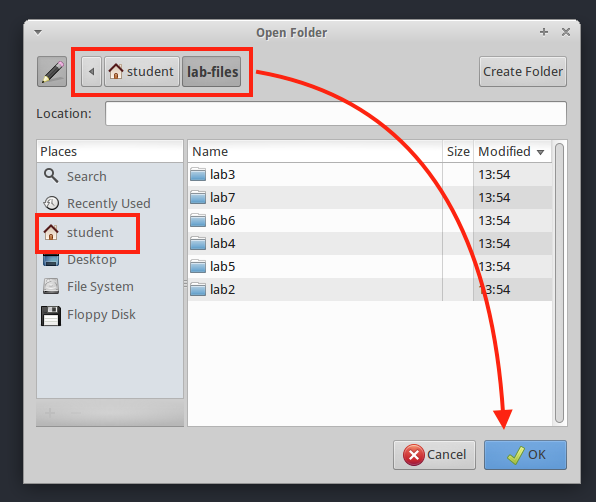 Open Folder
student lab-files Create Folder
Location:
Places
Search
Recently Used
student
Desktop
File System
Floppy Disk
Name Size Modified
lab3 13:54
lab7 13:54
lab6 13:54
lab4 13:54
lab5 13:54
lab2 13:54
Cancel OK